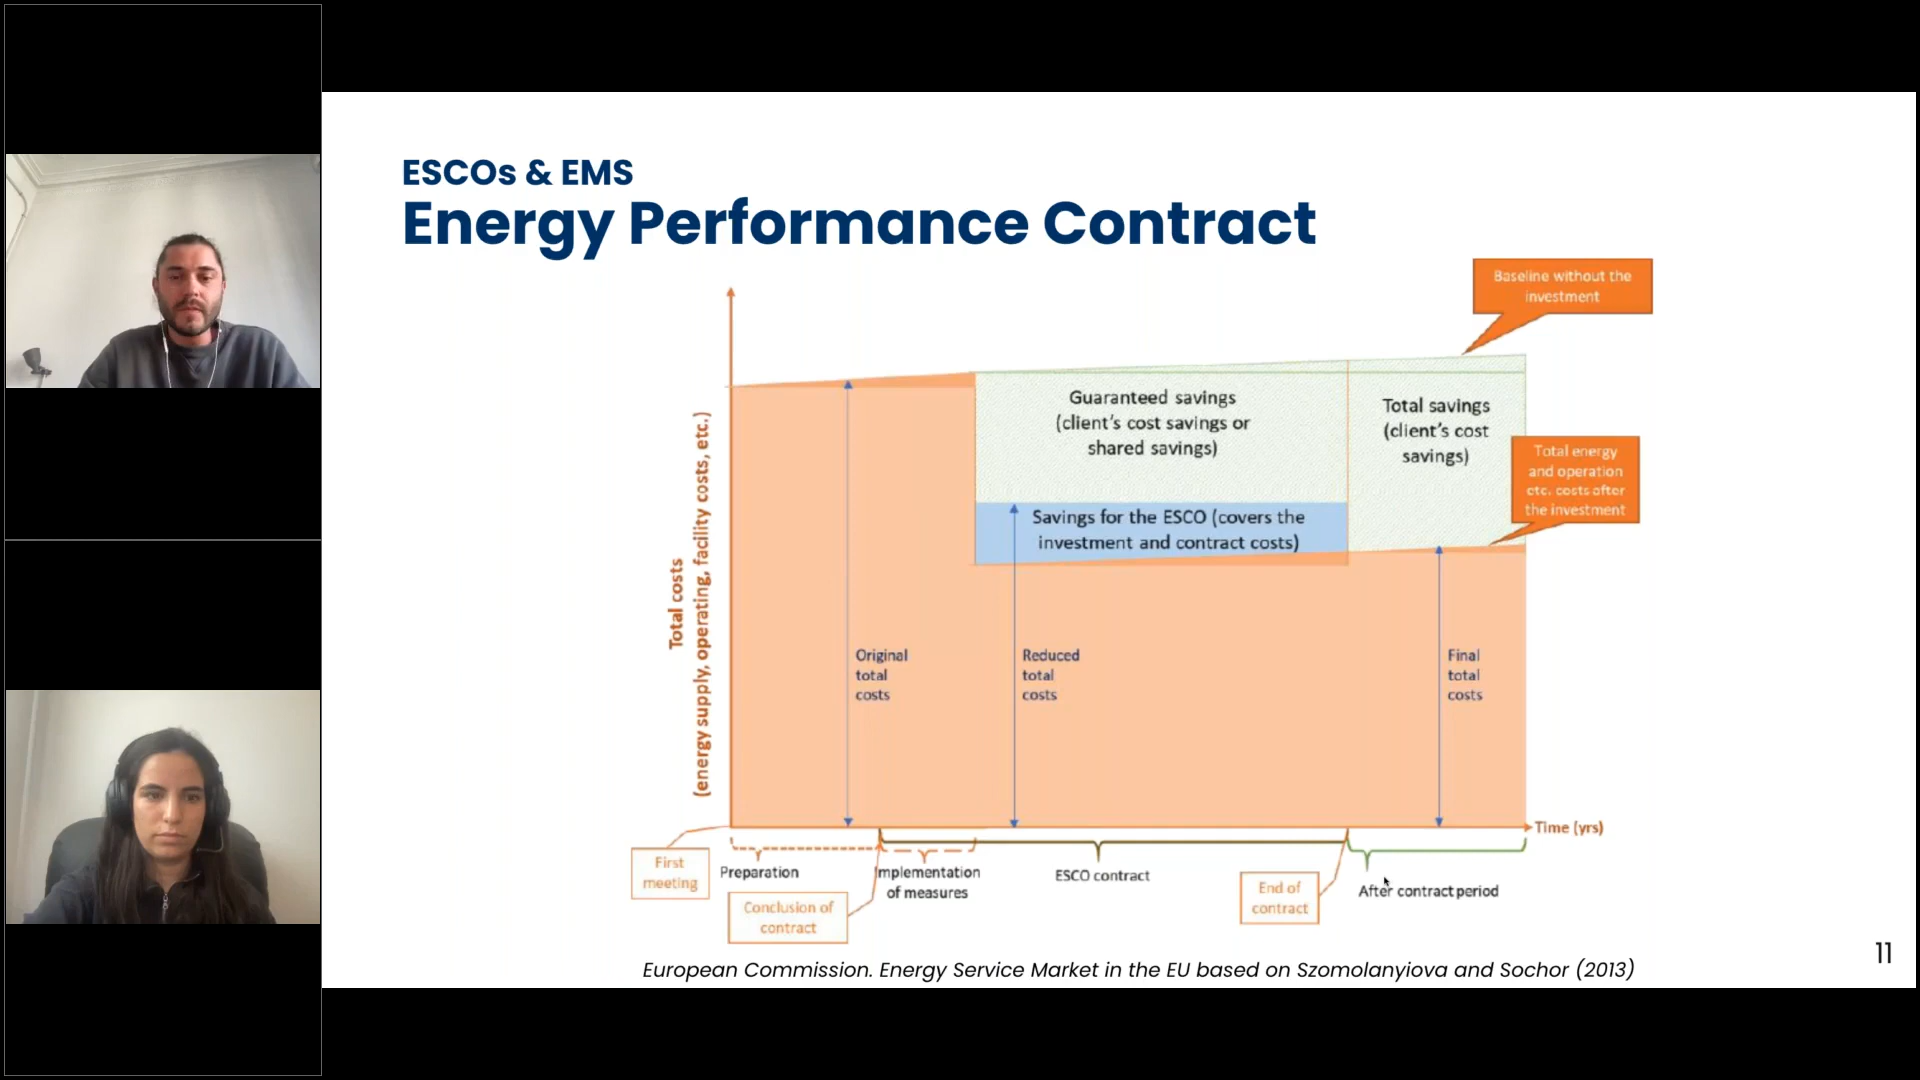 ESCOs & EMS
Energy Performance Contract
Baseline without the
investment
Guaranteed savings
(client's cost savings or
shared savings)
Total savings
(client's cost
savings)
Total energy
and operation
etc. costs after
the investment
Savings for the ESCO (covers the
investment and contract costs)
Total costs
(energy supply, operating, facility costs, etc.)
Original
total
costs
Reduced
total
costs
Final
total
costs
Time (yrs)
First
meeting
Preparation
Implementation
of measures
ESCO contract
End of
contract
After contract period
Conclusion of
contract
European Commission. Energy Service Market in the EU based on Szomolanyiova and Sochor (2013)
11